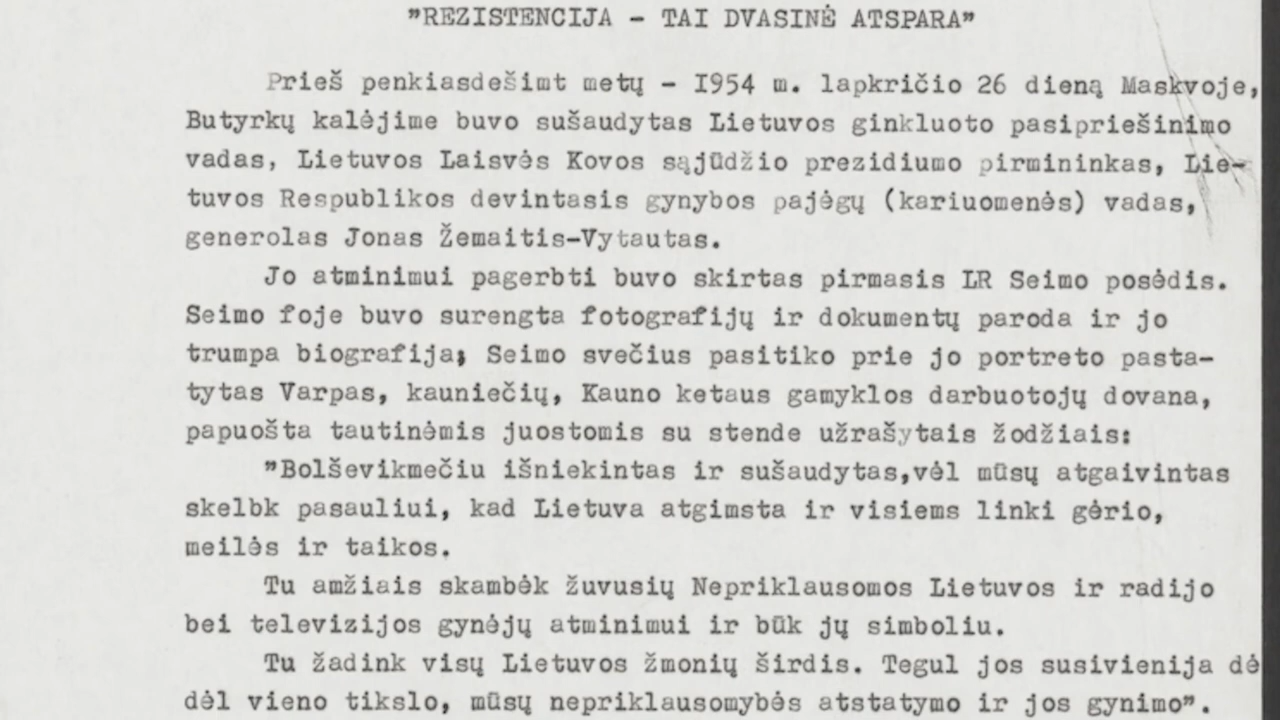 "REZISTENCIJA - TAI DVASINĖ ATSPARA"
Prieš penkiasdešimt metų - I954 m. lapkričio 26 dieną Maskvoje,
Butyrkų kalėjime buvo sušaudytas Lietuvos ginkluoto pasipriešinimo
vadas, Lietuvos Laisvės Kovos sąjūdžio prezidiumo pirmininkas, Lie-
tuvos Respublikos devintasis gynybos pajėgų (kariuomenės) vadas,
generolas Jonas Žemaitis-Vytautas.
Jo atminimui pagerbti buvo skirtas pirmasis LR Seimo posėdis.
Seimo foje buvo surengta fotografijų ir dokumentų paroda ir jo
trumpa biografija; Seimo svečius pasitiko prie jo portreto pasta-
tytas Varpas, kauniečių, Kauno ketaus gamyklos darbuotojų dovana,
papuošta tautinėmis juostomis su stende užrašytais žodžiais:
"Bolševikmečiu išniekintas ir sušaudytas,vėl mūsų atgaivintas
skelbk pasauliui, kad Lietuva atgimsta ir visiems linki gėrio,
meilės ir taikos.
Tu amžiais skambėk žuvusių Nepriklausomos Lietuvos ir radijo
bei televizijos gynėjų atminimui ir būk jų simboliu.
Tu žadink visų Lietuvos žmonių širdis. Tegul jos susivienija dė
dėl vieno tikslo, mūsų nepriklausomybės atstatymo ir jos gynimo".